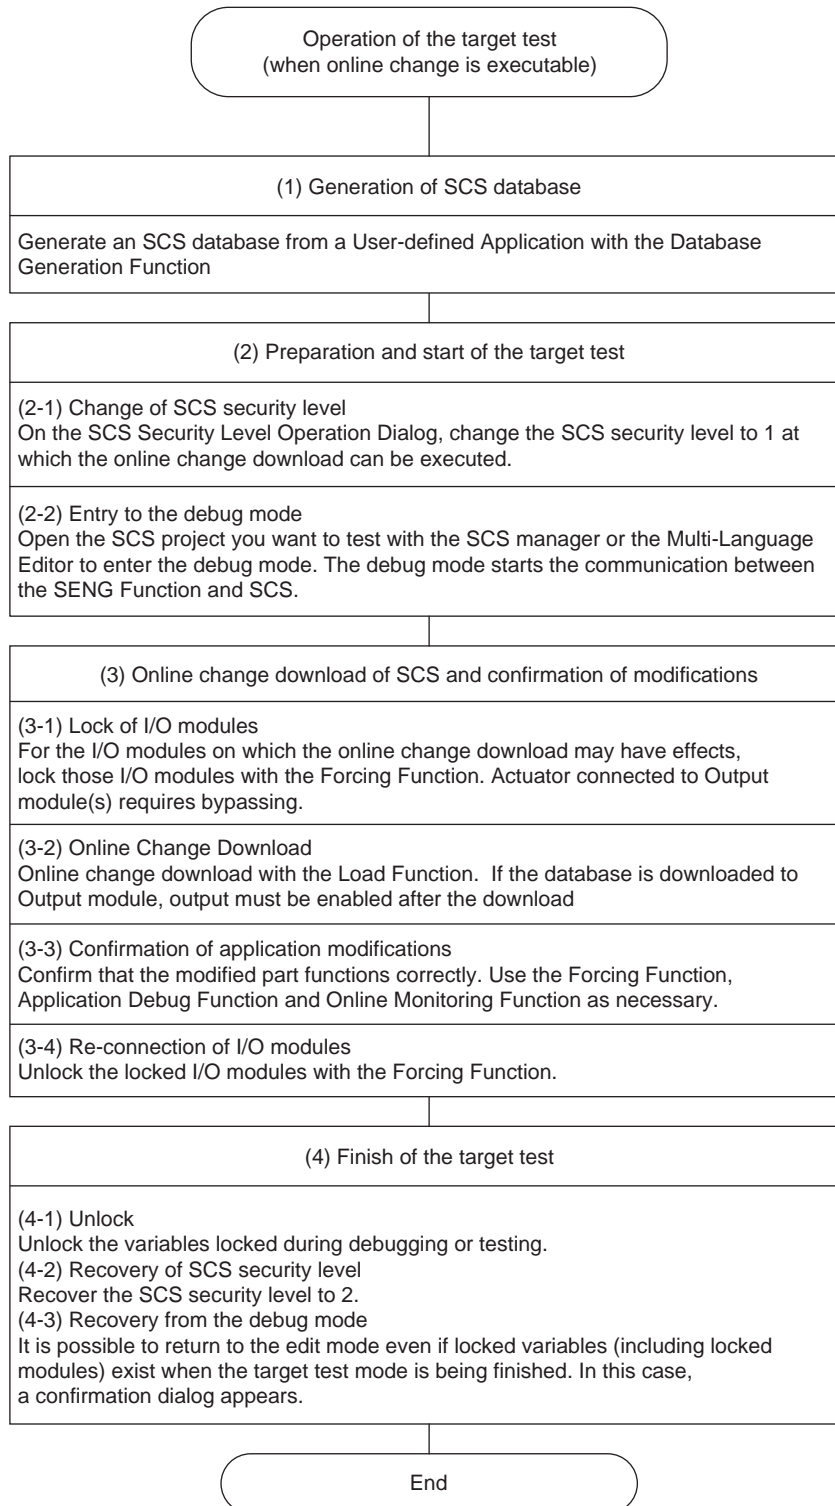 Operation of the target test
(when online change is executable)
(1) Generation of SCS database
Generate an SCS database from a User-defined Application with the Database
Generation Function
(2) Preparation and start of the target test
(2-1) Change of SCS security level
On the SCS Security Level Operation Dialog, change the SCS security level to 1 at
which the online change download can be executed.
(2-2) Entry to the debug mode
Open the SCS project you want to test with the SCS manager or the Multi-Language
Editor to enter the debug mode. The debug mode starts the communication between
the SENG Function and SCS.
(3) Online change download of SCS and confirmation of modifications
(3-1) Lock of I/O modules
For the I/O modules on which the online change download may have effects,
lock those I/O modules with the Forcing Function. Actuator connected to Output
module(s) requires bypassing.
(3-2) Online Change Download
Online change download with the Load Function.  If the database is downloaded to
Output module, output must be enabled after the download
(3-3) Confirmation of application modifications
Confirm that the modified part functions correctly. Use the Forcing Function,
Application Debug Function and Online Monitoring Function as necessary.
(3-4) Re-connection of I/O modules
Unlock the locked I/O modules with the Forcing Function.
(4) Finish of the target test
(4-1) Unlock
Unlock the variables locked during debugging or testing.
(4-2) Recovery of SCS security level
Recover the SCS security level to 2.
(4-3) Recovery from the debug mode
It is possible to return to the edit mode even if locked variables (including locked
modules) exist when the target test mode is being finished. In this case,
a confirmation dialog appears.
End